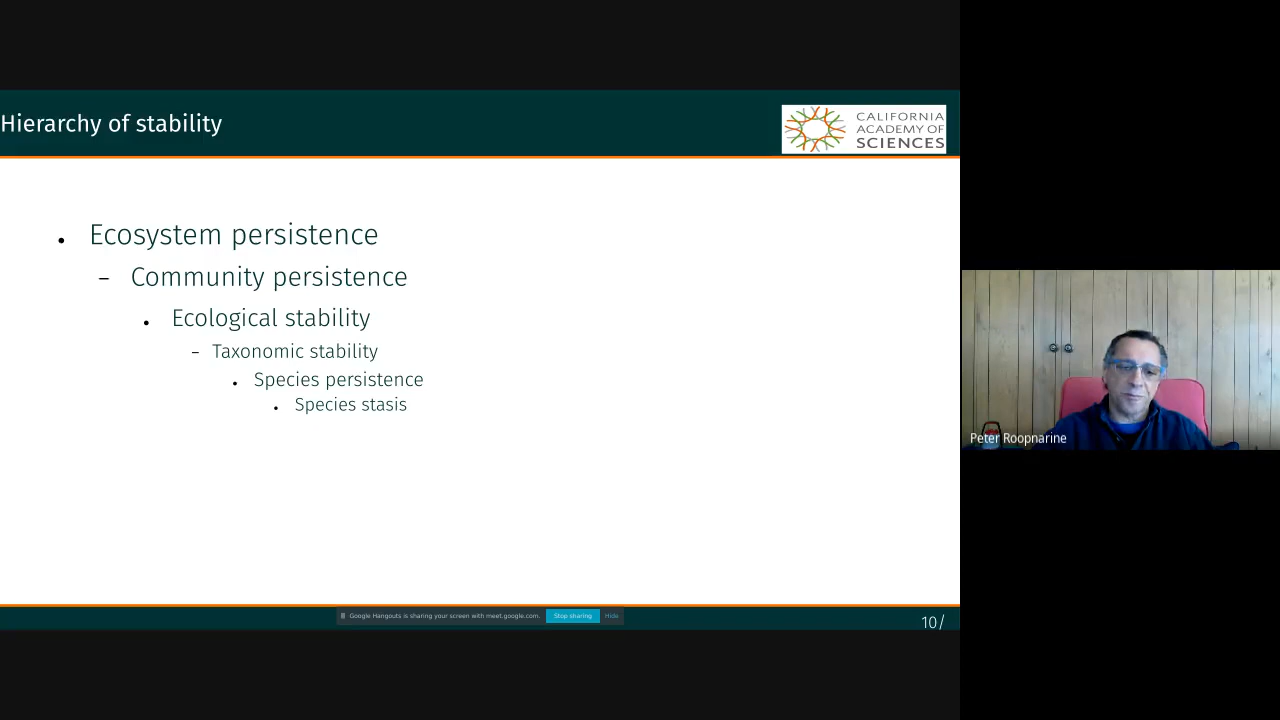 Hierarchy of stability
CALIFORNIA
ACADEMY OF
SCIENCES
• Ecosystem persistence
– Community persistence
• Ecological stability
– Taxonomic stability
• Species persistence
• Species stasis
Peter Roopnarine
Google Hangouts is sharing your screen with meet.google.com. Stop sharing Hide
10/